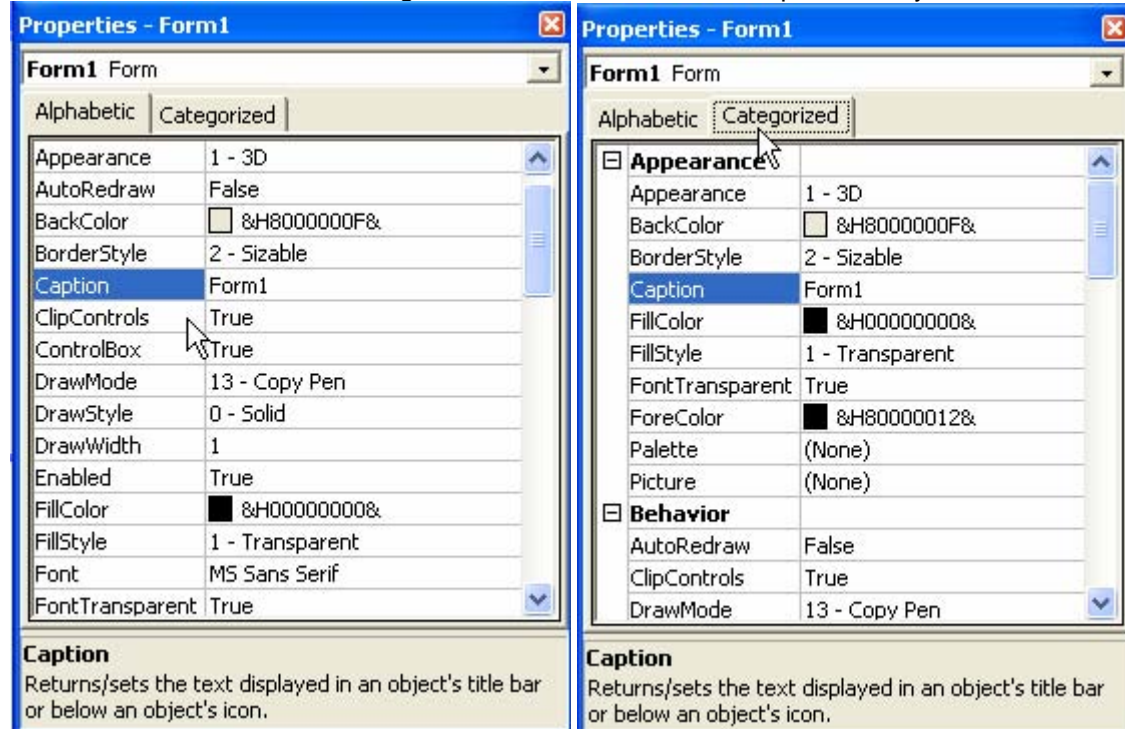 Properties - Form1
Form1 Form
Alphabetic Categorized
Appearance 1 - 3D
AutoRedraw False
BackColor &H8000000F&
BorderStyle 2 - Sizable
Caption Form1
ClipControls True
ControlBox True
DrawMode 13 - Copy Pen
DrawStyle 0 - Solid
DrawWidth 1
Enabled True
FillColor &H00000000&
FillStyle 1 - Transparent
Font MS Sans Serif
FontTransparent True
Caption
Returns/sets the text displayed in an object's title bar
or below an object's icon.
Properties - Form1
Form1 Form
Alphabetic Categorized
Appearance
Appearance 1 - 3D
BackColor &H8000000F&
BorderStyle 2 - Sizable
Caption Form1
FillColor &H00000000&
FillStyle 1 - Transparent
FontTransparent True
ForeColor &H80000012&
Palette (None)
Picture (None)
Behavior
AutoRedraw False
ClipControls True
DrawMode 13 - Copy Pen
Caption
Returns/sets the text displayed in an object's title bar
or below an object's icon.